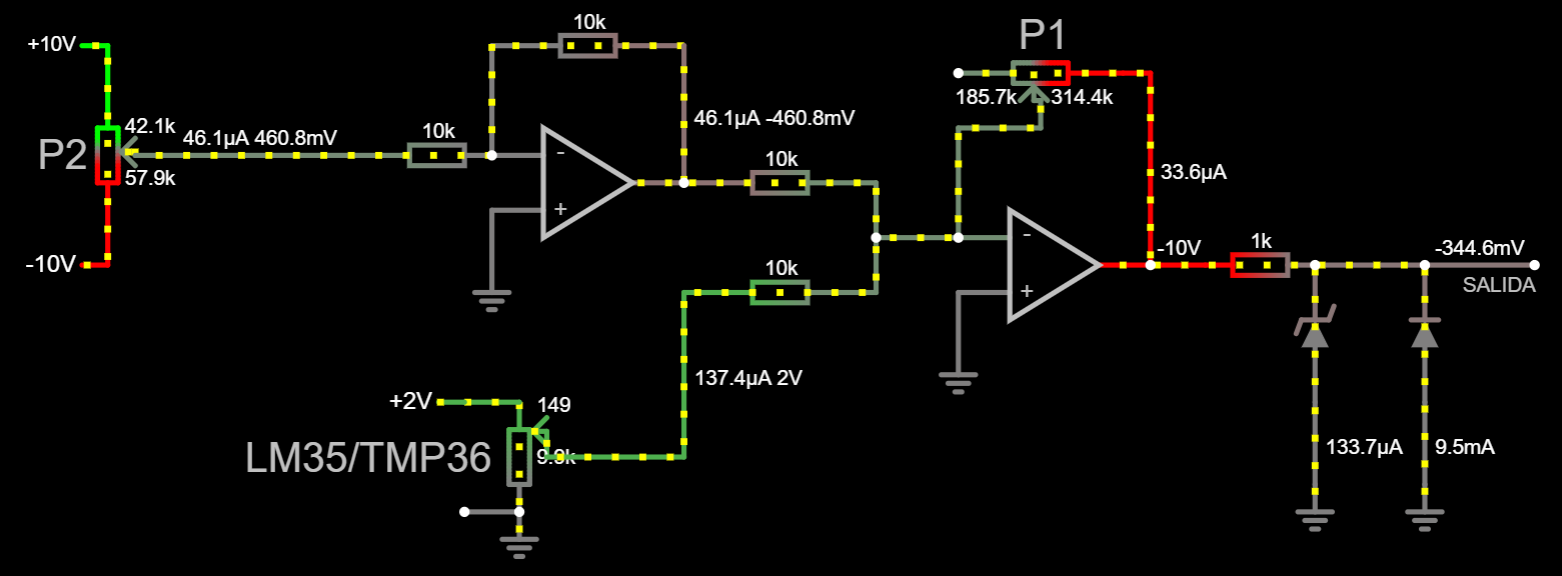 10k
P1
+10V
185.7k
314.4k
42.1k
46.1µA 460.8mV
10k
46.1µA -460.8mV
P2
-
10k
57.9k
33.6µA
+
-
-10V
1k
-344.6mV
-10V
10k
SALIDA
+
137.4µA 2V
+2V
149
LM35/TMP36
9.9k
133.7µA
9.5mA